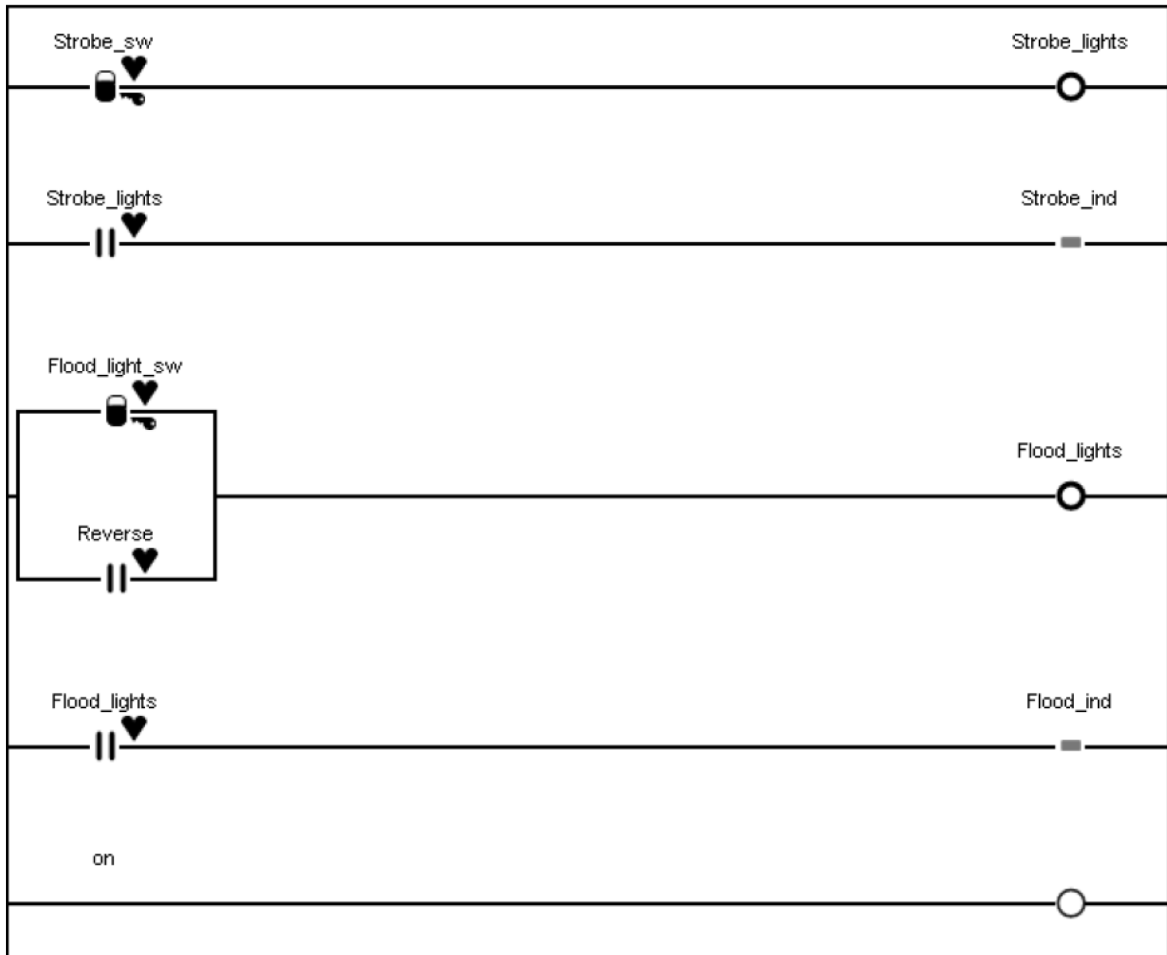 Strobe_sw
Strobe_lights
Strobe_lights
Strobe_ind
Flood_light_sw
Flood_lights
Reverse
Flood_lights
Flood_ind
on